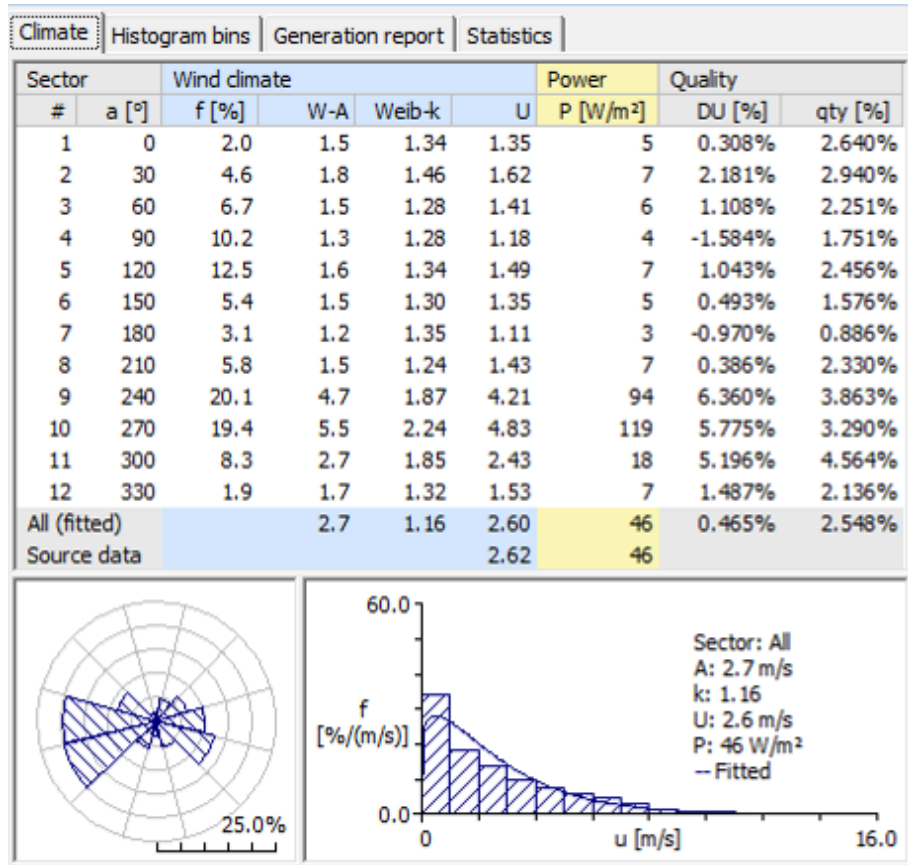 Climate Histogram bins Generation report Statistics
Sector Wind climate Power Quality
# a [°] f [%] W-A Weib-k U P [W/m²] DU [%] qty [%]
1 0 2.0 1.5 1.34 1.35 5 0.308% 2.640%
2 30 4.6 1.8 1.46 1.62 7 2.181% 2.940%
3 60 6.7 1.5 1.28 1.41 6 1.108% 2.251%
4 90 10.2 1.3 1.28 1.18 4 -1.584% 1.751%
5 120 12.5 1.6 1.34 1.49 7 1.043% 2.456%
6 150 5.4 1.5 1.30 1.35 5 0.493% 1.576%
7 180 3.1 1.2 1.35 1.11 3 -0.970% 0.886%
8 210 5.8 1.5 1.24 1.43 7 0.386% 2.330%
9 240 20.1 4.7 1.87 4.21 94 6.360% 3.863%
10 270 19.4 5.5 2.24 4.83 119 5.775% 3.290%
11 300 8.3 2.7 1.85 2.43 18 5.196% 4.564%
12 330 1.9 1.7 1.32 1.53 7 1.487% 2.136%
All (fitted) 2.7 1.16 2.60 46 0.465% 2.548%
Source data 2.62 46
25.0%
60.0
f
[%/(m/s)]
0.0
0 u [m/s] 16.0
Sector: All
A: 2.7 m/s
k: 1.16
U: 2.6 m/s
P: 46 W/m²
-- Fitted